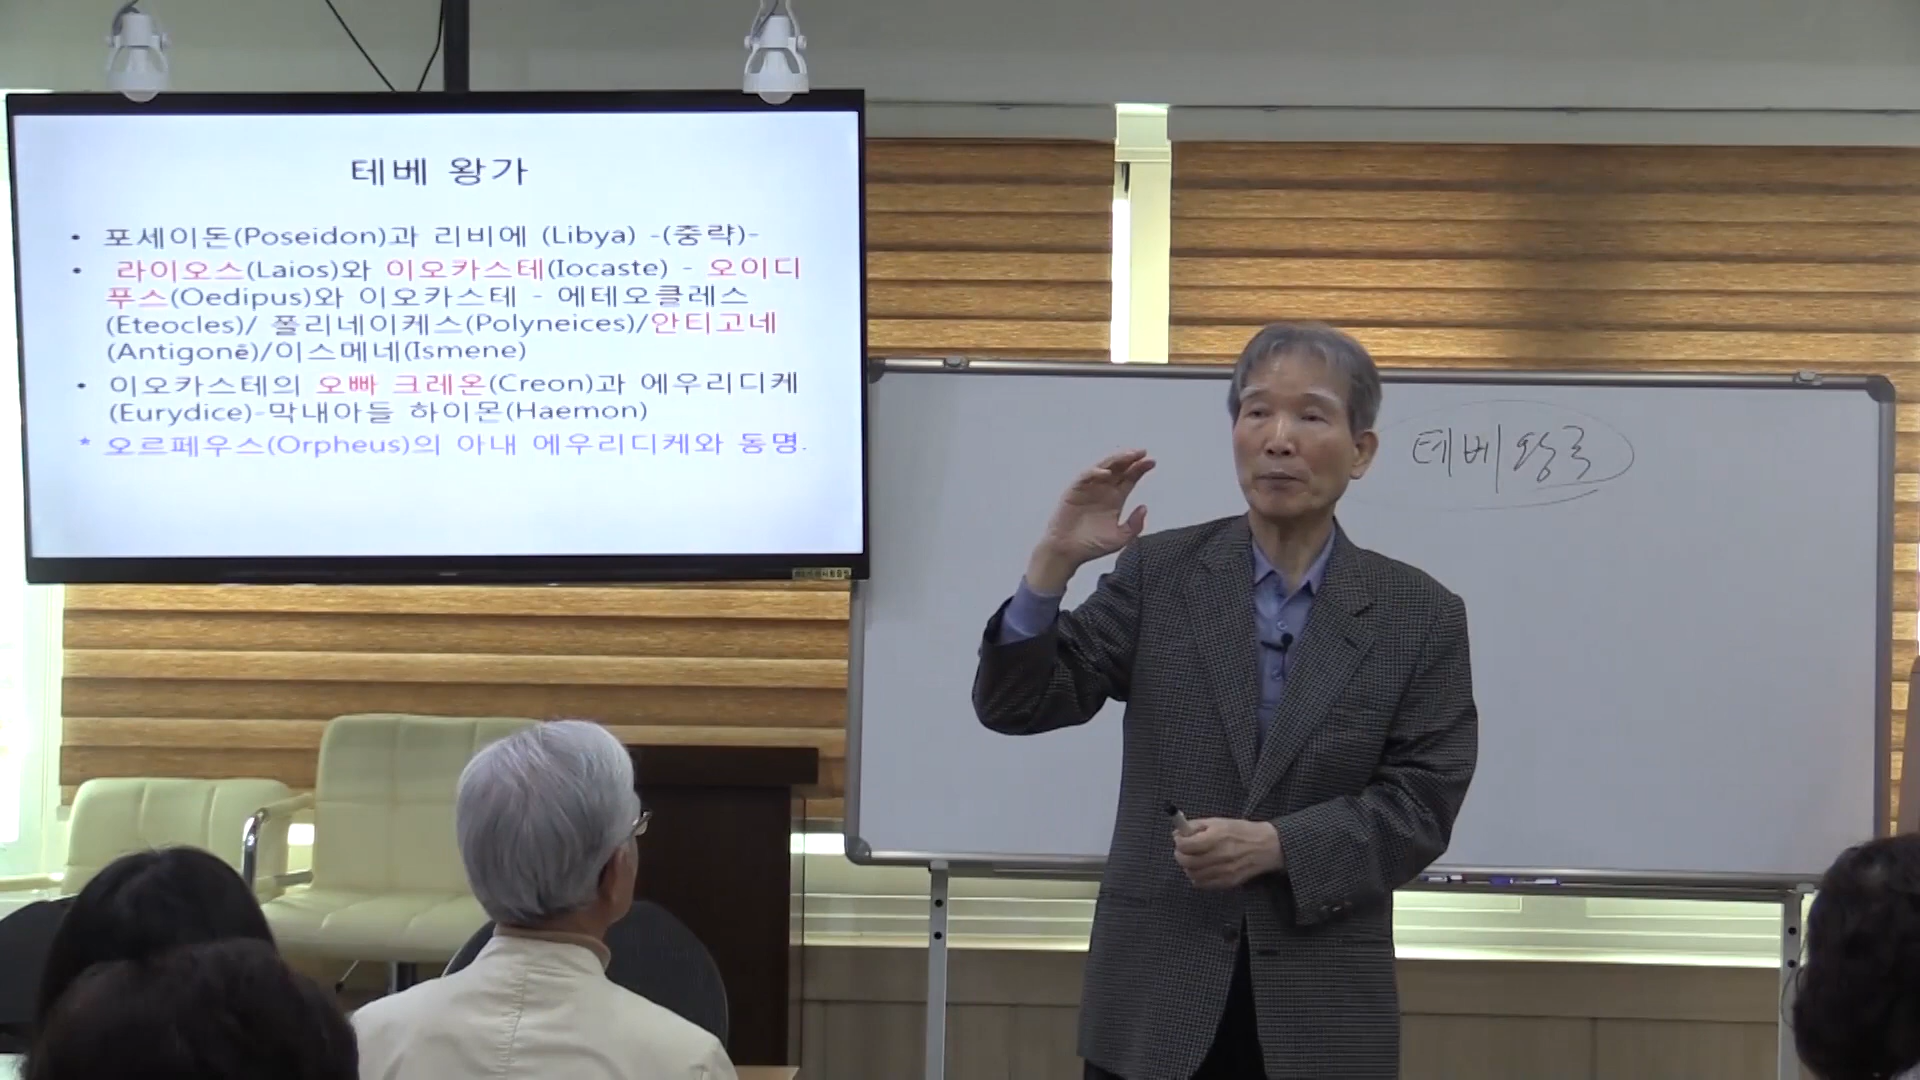 테베 왕가
• 포세이돈(Poseidon)과 리비에 (Libya) -(중략)-
• 라이오스(Laios)와 이오카스테(Iocaste) - 오이디
푸스(Oedipus)와 이오카스테 - 에테오클레스
(Eteocles)/ 폴리네이케스(Polyneices)/안티고네
(Antigonē)/이스메네(Ismene)
• 이오카스테의 오빠 크레온(Creon)과 에우리디케
(Eurydice)-막내아들 하이몬(Haemon)
* 오르페우스(Orpheus)의 아내 에우리디케와 동명.
테베 왕국